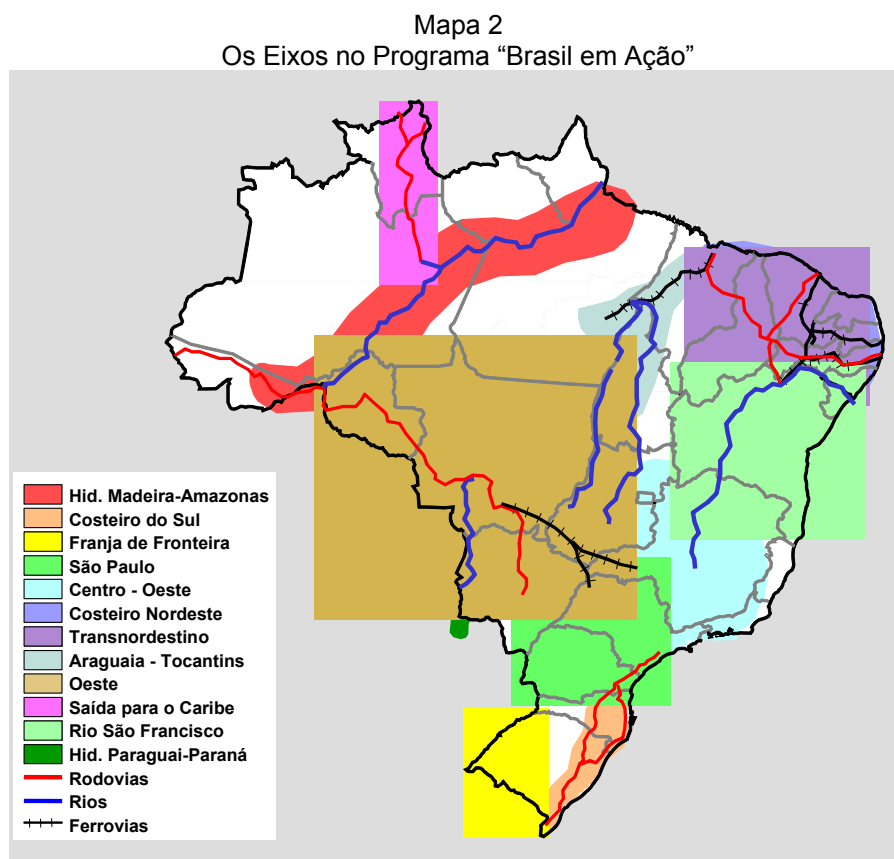 Mapa 2
Os Eixos no Programa “Brasil em Ação”
Hid. Madeira-Amazonas
Costeiro do Sul
Franja de Fronteira
São Paulo
Centro - Oeste
Costeiro Nordeste
Transnordestino
Araguaia - Tocantins
Oeste
Saída para o Caribe
Rio São Francisco
Hid. Paraguai-Paraná
Rodovias
Rios
Ferrovias